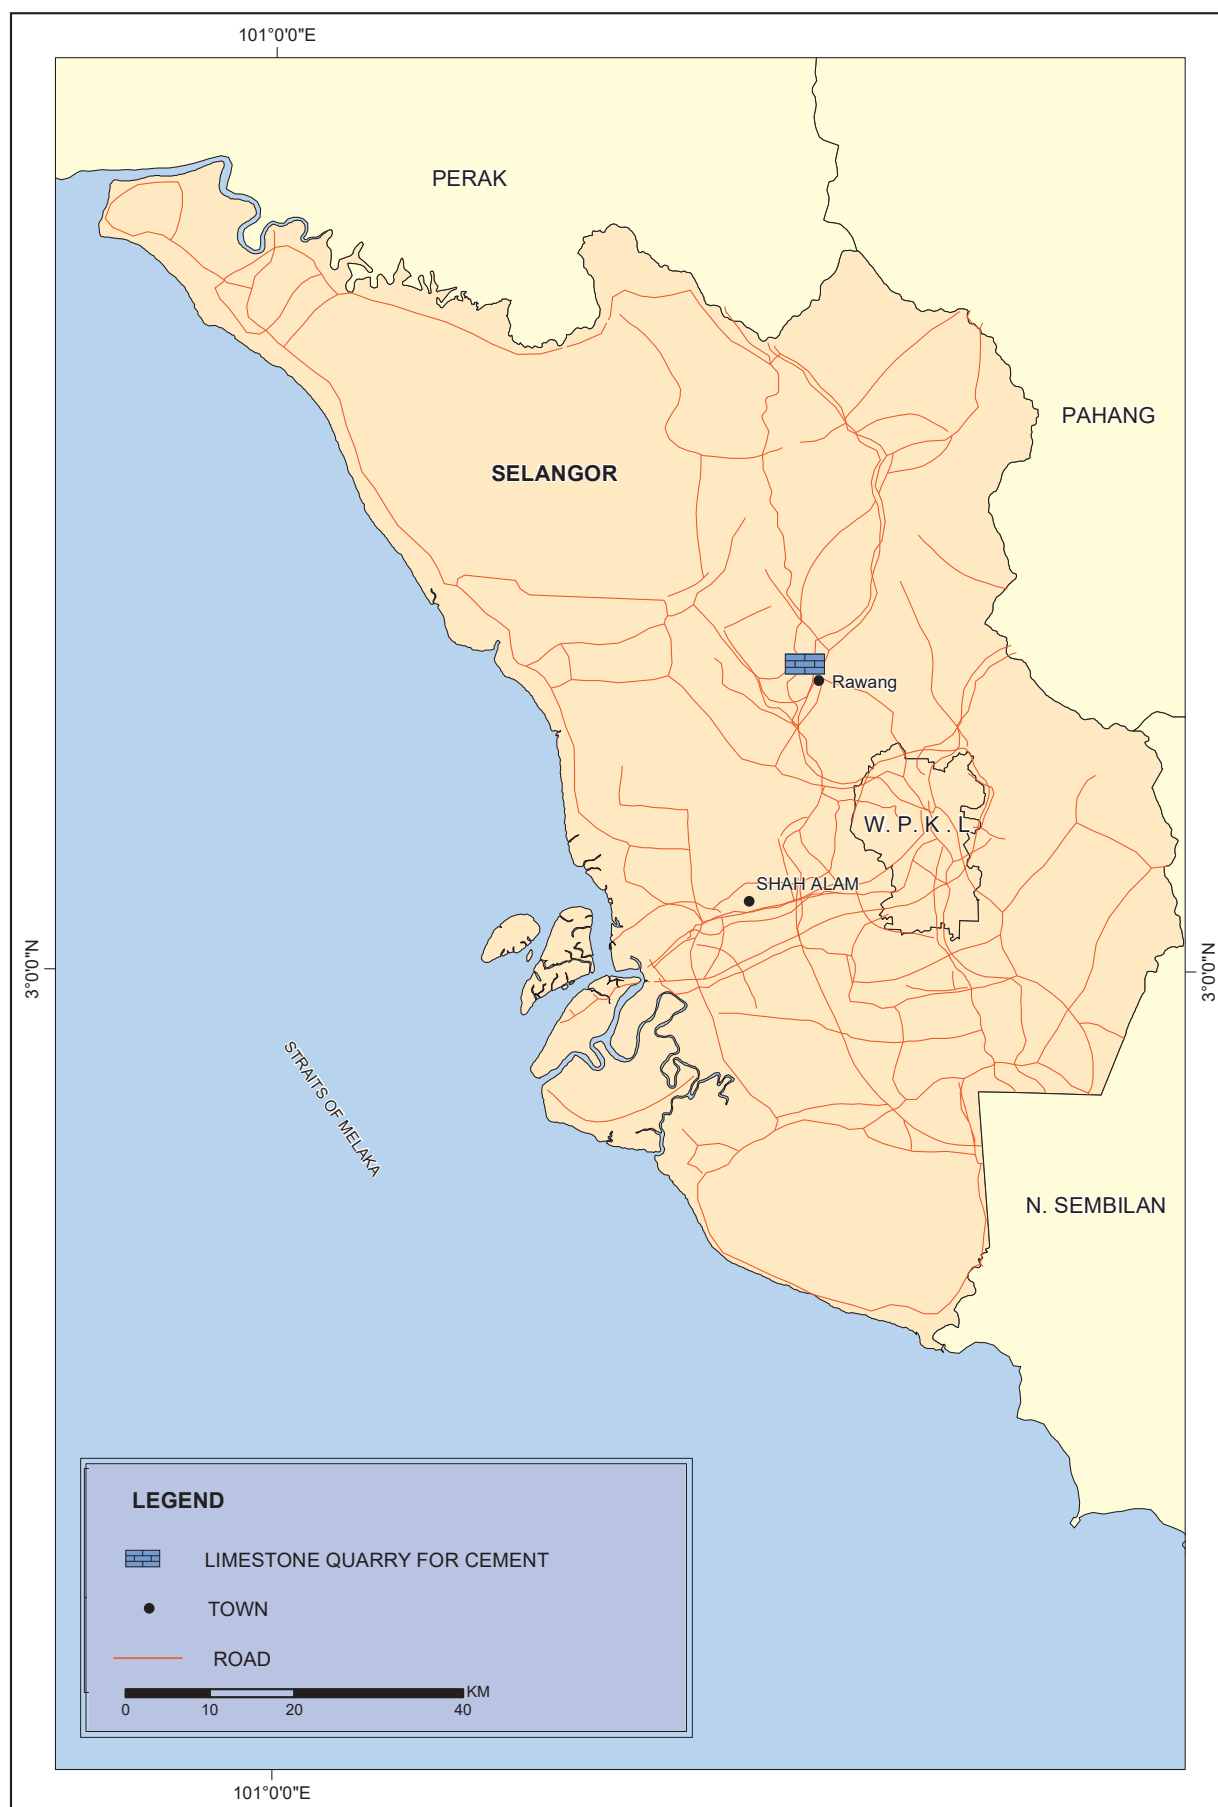 101°0'0"E
PERAK
PAHANG
SELANGOR
Rawang
W. P. K. L
SHAH ALAM
3°0'0"N
3°0'0"N
STRAITS OF MELAKA
N. SEMBILAN
LEGEND
LIMESTONE QUARRY FOR CEMENT
TOWN
ROAD
KM
0 10 20 40
101°0'0"E